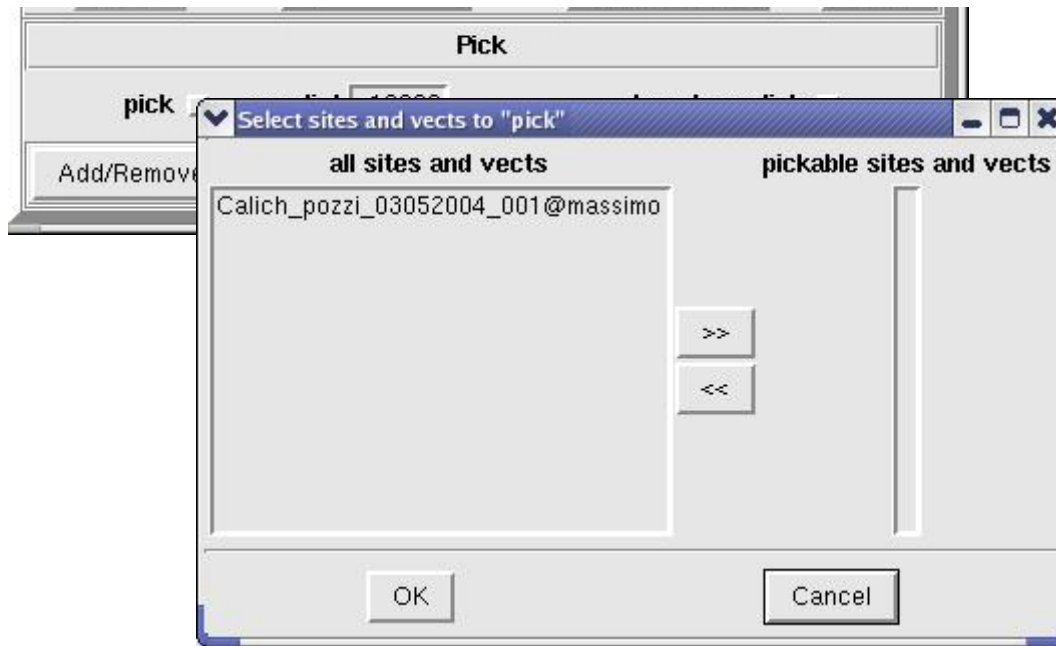 Pick
pick
Add/Remove
Select sites and vects to "pick"
all sites and vects
pickable sites and vects
Calich_pozzi_03052004_001@massimo
>>
<<
OK
Cancel